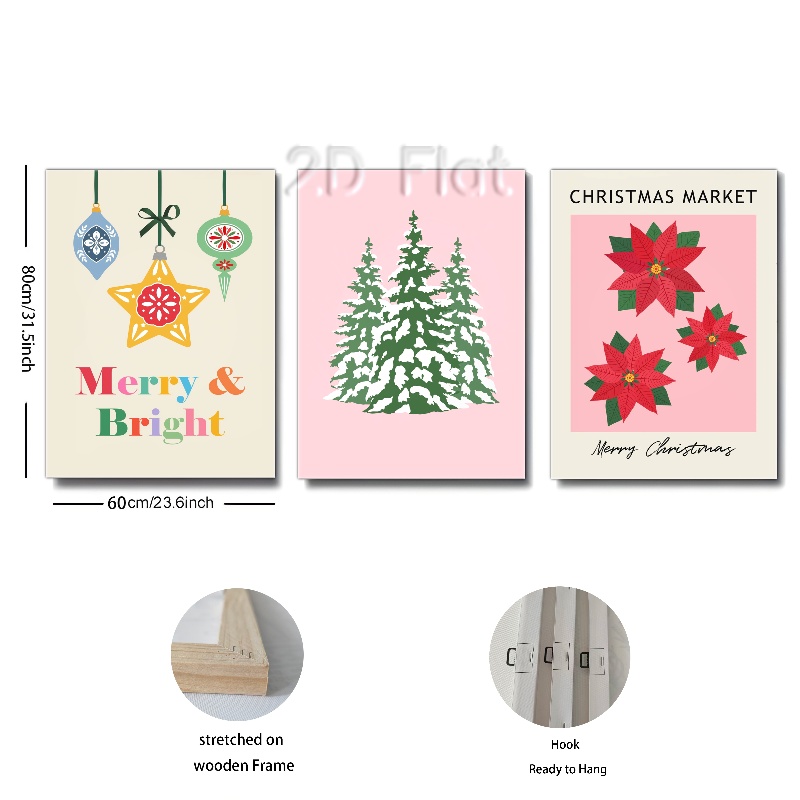 2D Flat
CHRISTMAS MARKET
Merry &
Bright
Merry Christmas
80cm/31.5inch
60cm/23.6inch
stretched on
wooden Frame
Hook
Ready to Hang